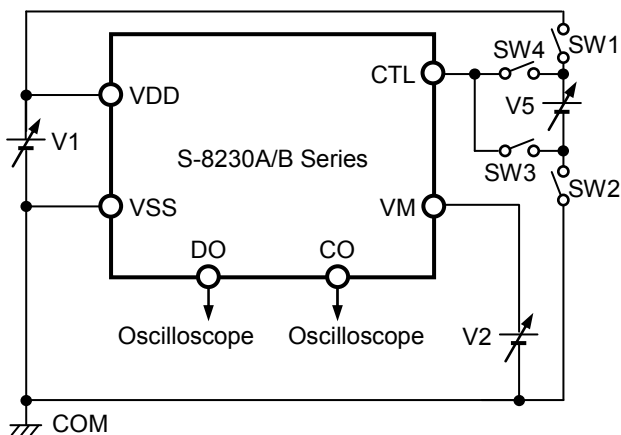 SW1
SW4
CTL
VDD
V5
V1
S-8230A/B Series
SW3
SW2
VSS
VM
DO
CO
Oscilloscope
Oscilloscope
V2
COM